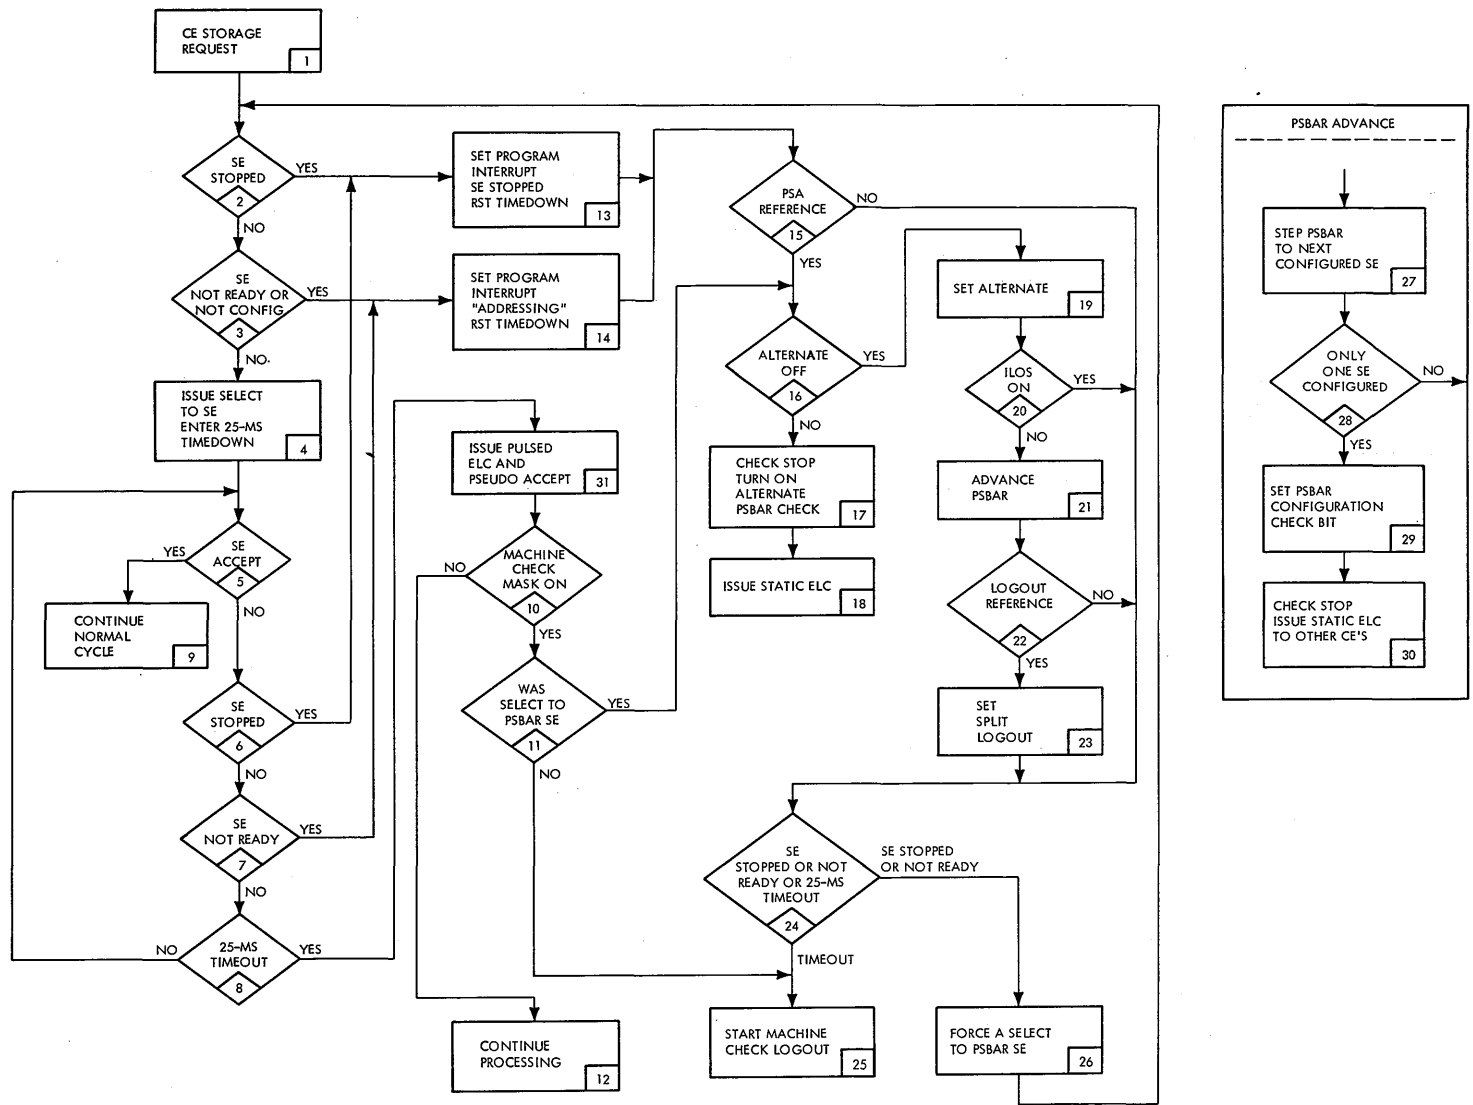 CE STORAGE
REQUEST
1
SE
STOPPED
2
YES
NO
SE
NOT READY OR
NOT CONFIG
3
YES
NO
ISSUE SELECT
TO SE
ENTER 25-MS
TIMEDOWN
4
SE
ACCEPT
5
YES
NO
CONTINUE
NORMAL
CYCLE
9
SE
STOPPED
6
YES
NO
SE
NOT READY
7
YES
NO
25-MS
TIMEOUT
8
NO
YES
SET PROGRAM
INTERRUPT
SE STOPPED
RST TIMEDOWN
13
SET PROGRAM
INTERRUPT
"ADDRESSING"
RST TIMEDOWN
14
ISSUE PULSED
ELC AND
PSEUDO ACCEPT
31
MACHINE
CHECK
MASK ON
10
NO
YES
WAS
SELECT TO
PSBAR SE
11
YES
NO
CONTINUE
PROCESSING
12
PSA
REFERENCE
15
NO
YES
ALTERNATE
OFF
16
YES
NO
CHECK STOP
TURN ON
ALTERNATE
PSBAR CHECK
17
ISSUE STATIC ELC
18
SET ALTERNATE
19
ILOS
ON
20
YES
NO
ADVANCE
PSBAR
21
LOGOUT
REFERENCE
22
NO
YES
SET
SPLIT
LOGOUT
23
SE
STOPPED OR NOT
READY OR 25-MS
TIMEOUT
24
SE STOPPED
OR NOT READY
TIMEOUT
START MACHINE
CHECK LOGOUT
25
FORCE A SELECT
TO PSBAR SE
26
PSBAR ADVANCE
STEP PSBAR
TO NEXT
CONFIGURED SE
27
ONLY
ONE SE
CONFIGURED
28
NO
YES
SET PSBAR
CONFIGURATION
CHECK BIT
29
CHECK STOP
ISSUE STATIC ELC
TO OTHER CE'S
30